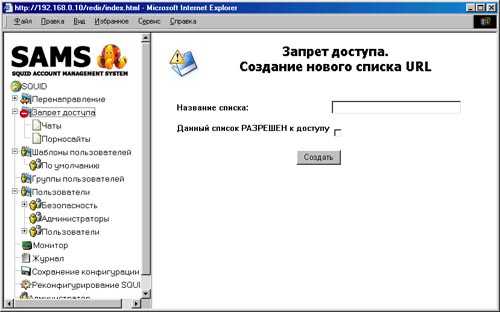 http://192.168.0.10/redir/index.html - Microsoft Internet Explorer
Файл Правка Вид Избранное Сервис Справка
SAMS
SQUID ACCOUNT MANAGEMENT SYSTEM
SQUID
Перенаправление
Запрет доступа
Чаты
Порносайты
Шаблоны пользователей
По умолчанию
Группы пользователей
Пользователи
Безопасность
Администраторы
Пользователи
Монитор
Журнал
Сохранение конфигурации
Реконфигурирование SQUI
Администратор
Запрет доступа.
Создание нового списка URL
Название списка:
Данный список РАЗРЕШЕН к доступу
Создать